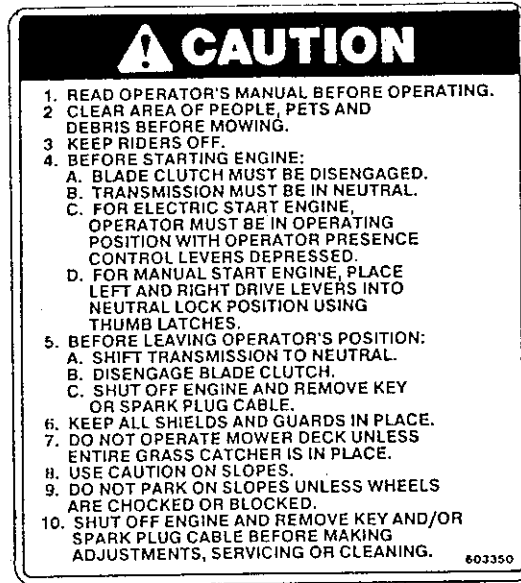 CAUTION
1. READ OPERATOR'S MANUAL BEFORE OPERATING.
2 CLEAR AREA OF PEOPLE, PETS AND
DEBRIS BEFORE MOWING.
3 KEEP RIDERS OFF.
4. BEFORE STARTING ENGINE:
A. BLADE CLUTCH MUST BE DISENGAGED.
B. TRANSMISSION MUST BE IN NEUTRAL.
C. FOR ELECTRIC START ENGINE,
OPERATOR MUST BE IN OPERATING
POSITION WITH OPERATOR PRESENCE
CONTROL LEVERS DEPRESSED.
D. FOR MANUAL START ENGINE, PLACE
LEFT AND RIGHT DRIVE LEVERS INTO
NEUTRAL LOCK POSITION USING
THUMB LATCHES.
5. BEFORE LEAVING OPERATOR'S POSITION:
A. SHIFT TRANSMISSION TO NEUTRAL.
B. DISENGAGE BLADE CLUTCH.
C. SHUT OFF ENGINE AND REMOVE KEY
OR SPARK PLUG CABLE.
6. KEEP ALL SHIELDS AND GUARDS IN PLACE.
7. DO NOT OPERATE MOWER DECK UNLESS
ENTIRE GRASS CATCHER IS IN PLACE.
8. USE CAUTION ON SLOPES.
9. DO NOT PARK ON SLOPES UNLESS WHEELS
ARE CHOCKED OR BLOCKED.
10. SHUT OFF ENGINE AND REMOVE KEY AND/OR
SPARK PLUG CABLE BEFORE MAKING
ADJUSTMENTS, SERVICING OR CLEANING.
603350